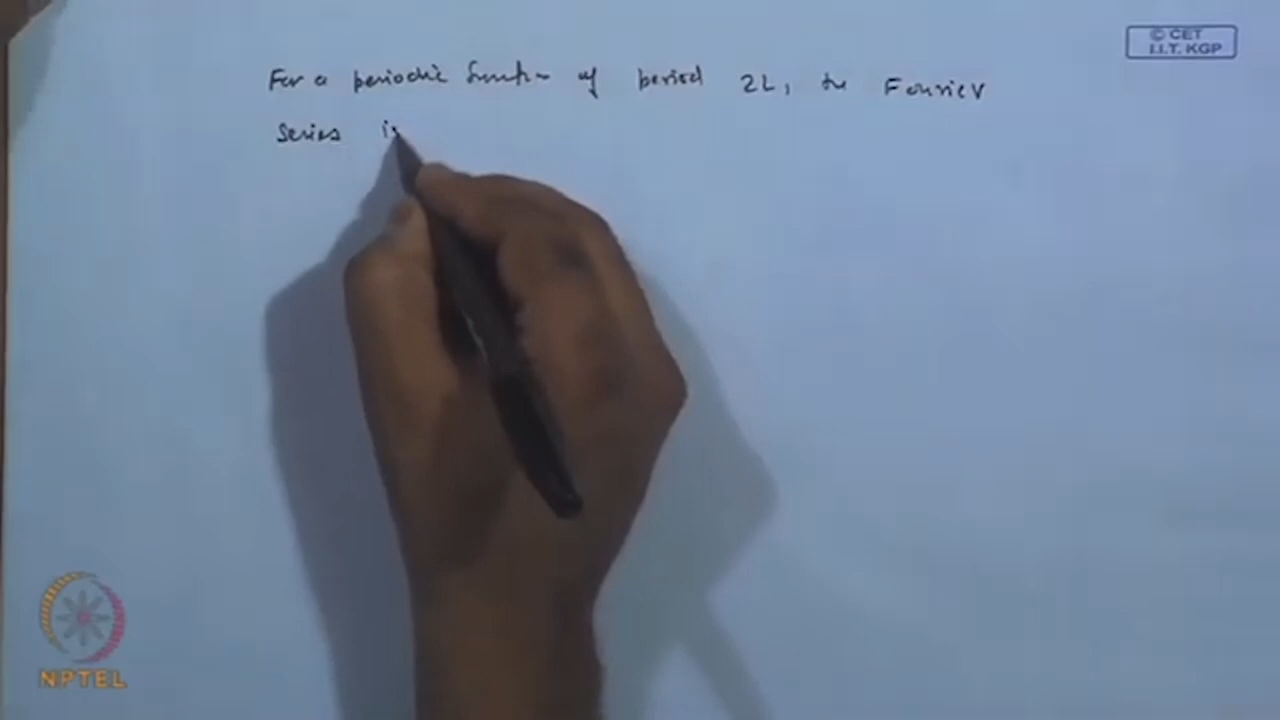 For a periodic function of period 2L, the Fourier
Series is
© CET
I.I.T. KGP
NPTEL